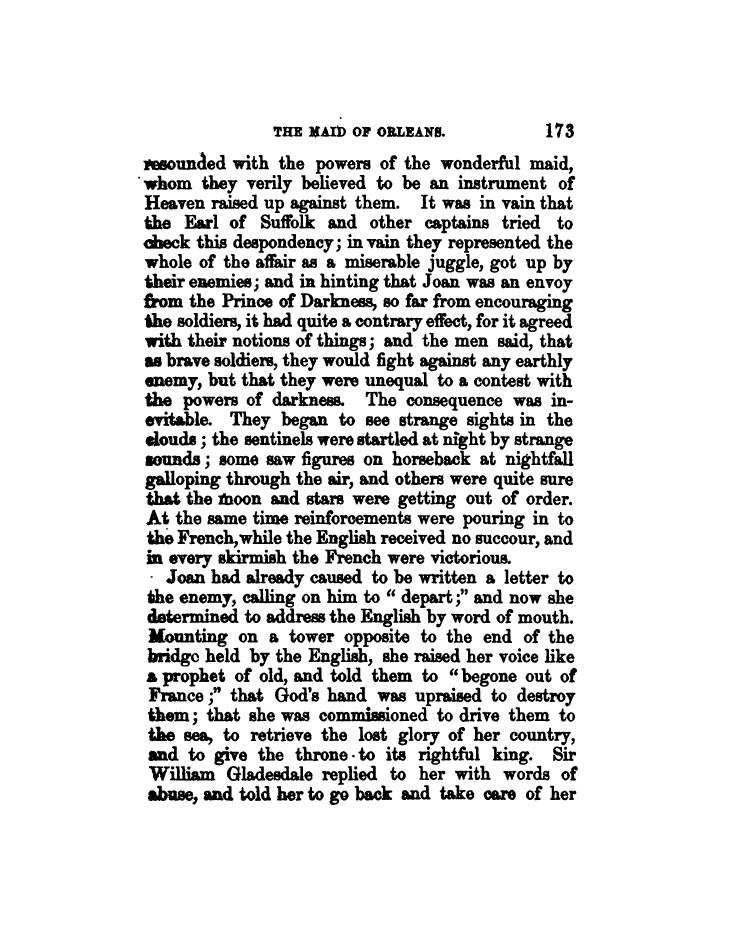 THE MAID OF ORLEANS. 173
resounded with the powers of the wonderful maid,
whom they verily believed to be an instrument of
Heaven raised up against them. It was in vain that
the Earl of Suffolk and other captains tried to
check this despondency; in vain they represented the
whole of the affair as a miserable juggle, got up by
their enemies; and in hinting that Joan was an envoy
from the Prince of Darkness, so far from encouraging
the soldiers, it had quite a contrary effect, for it agreed
with their notions of things; and the men said, that
as brave soldiers, they would fight against any earthly
enemy, but that they were unequal to a contest with
the powers of darkness. The consequence was in-
evitable. They began to see strange sights in the
clouds; the sentinels were startled at night by strange
sounds; some saw figures on horseback at nightfall
galloping through the air, and others were quite sure
that the moon and stars were getting out of order.
At the same time reinforcements were pouring in to
the French, while the English received no succour, and
in every skirmish the French were victorious.
Joan had already caused to be written a letter to
the enemy, calling on him to "depart;" and now she
determined to address the English by word of mouth.
Mounting on a tower opposite to the end of the
bridge held by the English, she raised her voice like
a prophet of old, and told them to "begone out of
France;" that God's hand was upraised to destroy
them; that she was commissioned to drive them to
the sea, to retrieve the lost glory of her country,
and to give the throne to its rightful king. Sir
William Gladesdale replied to her with words of
abuse, and told her to go back and take care of her